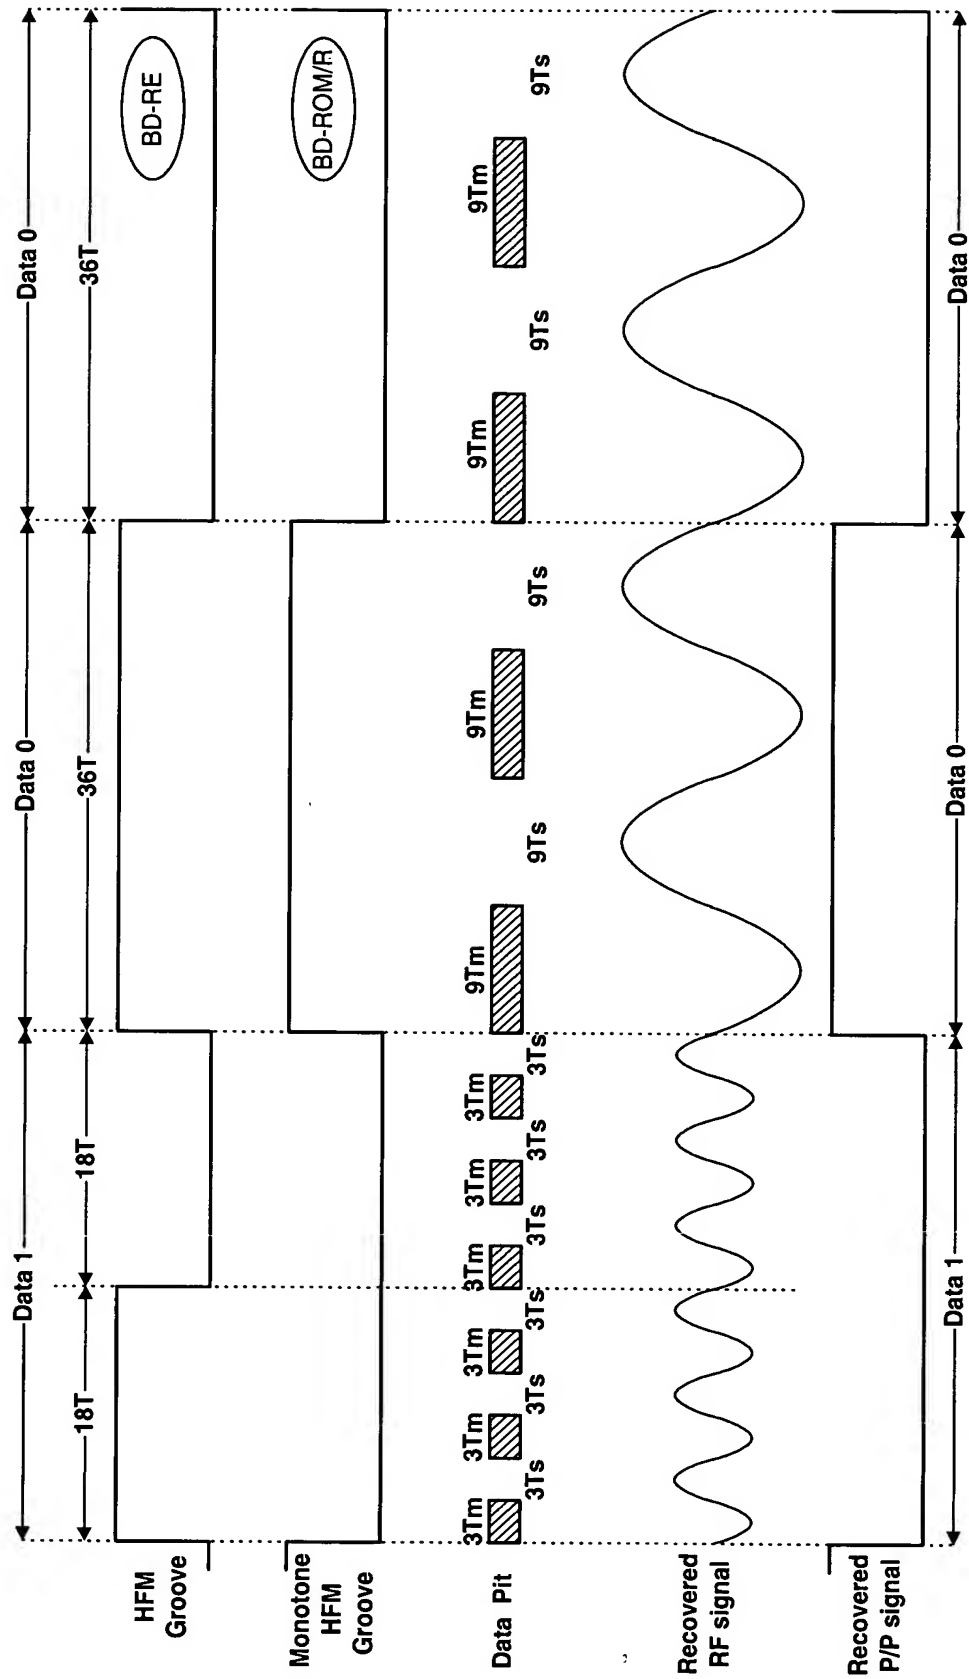 Data 1
Data 0
Data 0
18T
18T
36T
36T
HFM
Groove
BD-RE
Monotone
HFM
Groove
BD-ROM/R
Data Pit
3Tm
3Tm
3Tm
3Tm
3Tm
3Tm
9Tm
9Tm
9Tm
9Tm
3Ts
3Ts
3Ts
3Ts
3Ts
3Ts
9Ts
9Ts
9Ts
9Ts
Recovered
RF signal
Recovered
P/P signal
Data 1
Data 0
Data 0